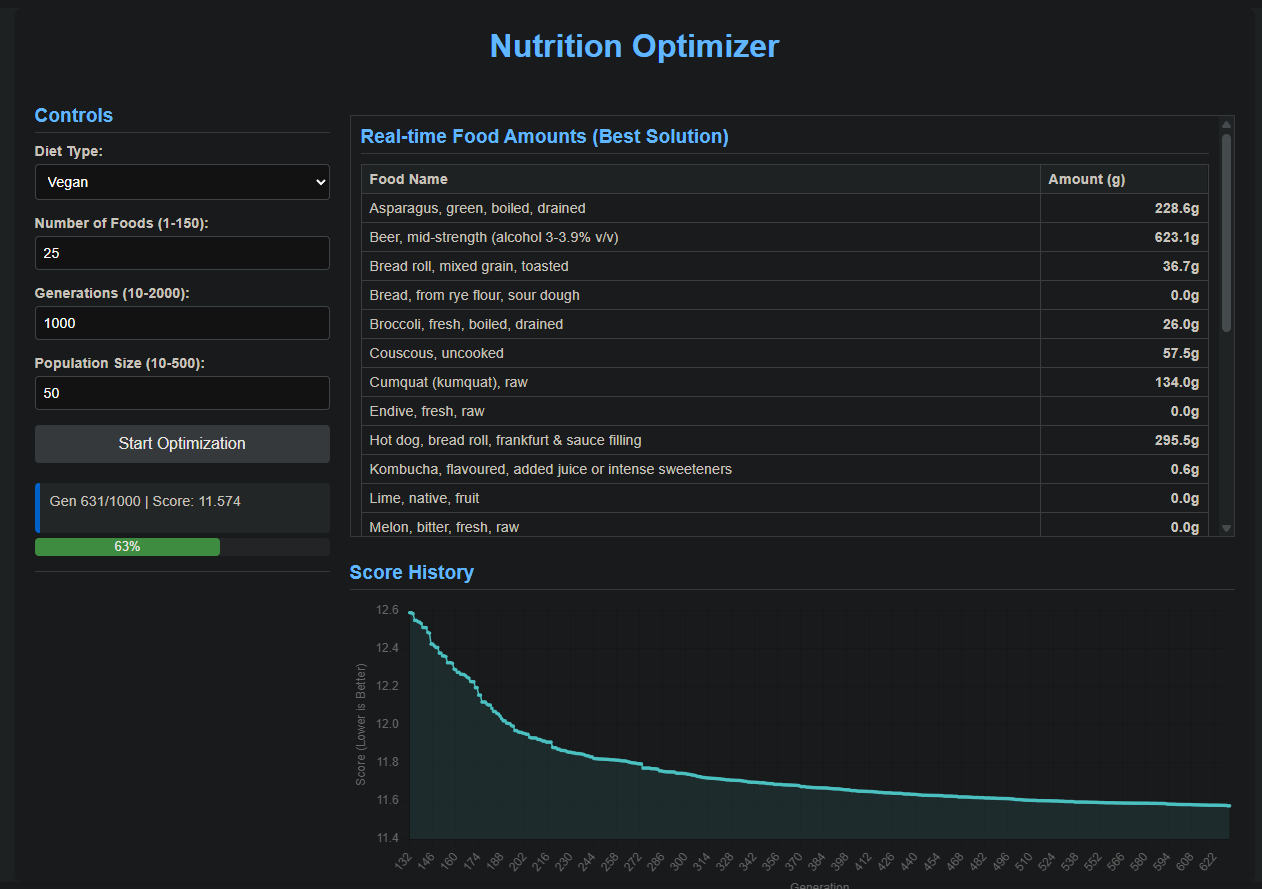 Nutrition Optimizer
Controls
Diet Type:
Vegan
Number of Foods (1-150):
25
Generations (10-2000):
1000
Population Size (10-500):
50
Start Optimization
Gen 631/1000 | Score: 11.574
63%
Real-time Food Amounts (Best Solution)
Food Name Amount (g)
Asparagus, green, boiled, drained 228.6g
Beer, mid-strength (alcohol 3-3.9% v/v) 623.1g
Bread roll, mixed grain, toasted 36.7g
Bread, from rye flour, sour dough 0.0g
Broccoli, fresh, boiled, drained 26.0g
Couscous, uncooked 57.5g
Cumquat (kumquat), raw 134.0g
Endive, fresh, raw 0.0g
Hot dog, bread roll, frankfurt & sauce filling 295.5g
Kombucha, flavoured, added juice or intense sweeteners 0.6g
Lime, native, fruit 0.0g
Melon, bitter, fresh, raw 0.0g
Score History
Score (Lower is Better)
12.6
12.4
12.2
12.0
11.8
11.6
11.4
132 146 160 174 188 202 216 230 244 258 272 286 300 314 328 342 356 370 384 398 412 426 440 454 468 482 496 510 524 538 552 566 580 594 608 622
Generation